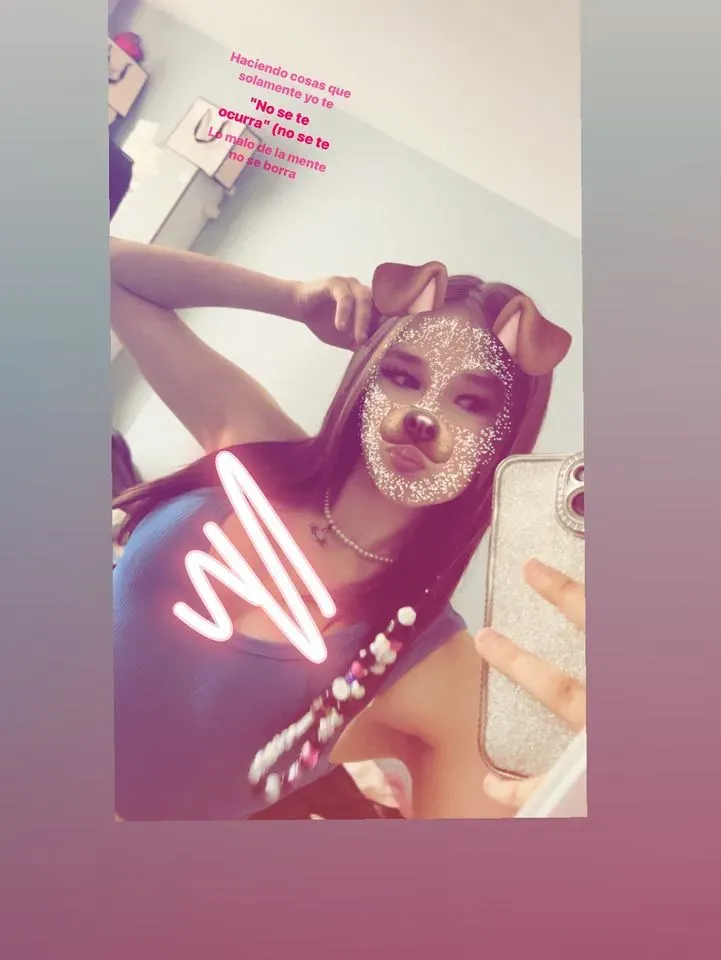 Haciendo cosas que
solamente yo te
"No se te
ocurra" (no se te
Lo malo de la mente
no se borra